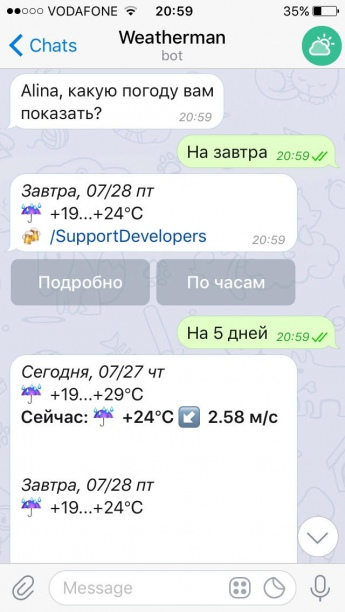 VODAFONE 20:59 35%
Chats
Weatherman
bot
Alina, какую погоду вам
показать?
20:59
На завтра 20:59
Завтра, 07/28 пт
☔ +19...+24°C
🍻 /SupportDevelopers
20:59
Подробно По часам
На 5 дней 20:59
Сегодня, 07/27 чт
☔ +19...+29°C
Сейчас: ☔ +24°C ↙️ 2.58 м/с
Завтра, 07/28 пт
☔ +19...+24°C
Message